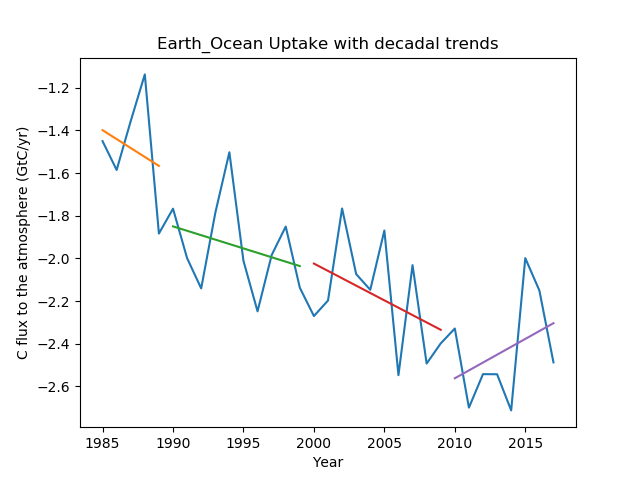 Earth_Ocean Uptake with decadal trends
−1.2
−1.4
−1.6
−1.8
−2.0
−2.2
−2.4
−2.6
C flux to the atmosphere (GtC/yr)
1985 1990 1995 2000 2005 2010 2015
Year